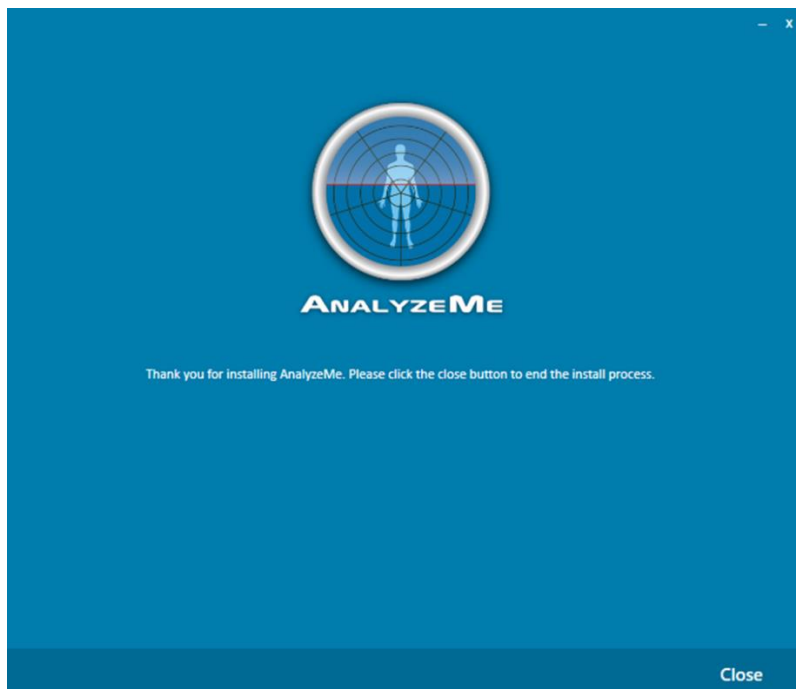 – x
ANALYZEME
Thank you for installing AnalyzeMe. Please click the close button to end the install process.
Close